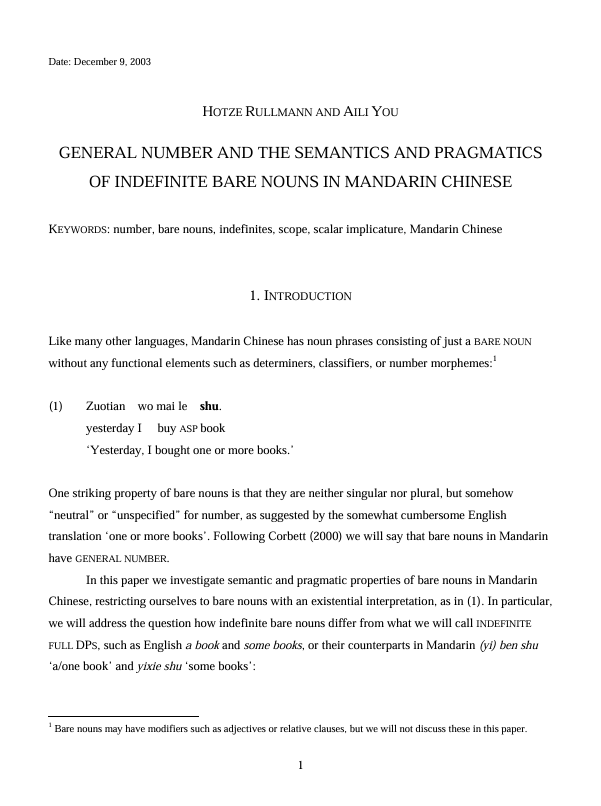 Date: December 9, 2003
HOTZE RULLMANN AND AILI YOU
GENERAL NUMBER AND THE SEMANTICS AND PRAGMATICS
OF INDEFINITE BARE NOUNS IN MANDARIN CHINESE
KEYWORDS: number, bare nouns, indefinites, scope, scalar implicature, Mandarin Chinese
1. INTRODUCTION
Like many other languages, Mandarin Chinese has noun phrases consisting of just a BARE NOUN
without any functional elements such as determiners, classifiers, or number morphemes:1
(1) Zuotian wo mai le shu.
yesterday I buy ASP book
‘Yesterday, I bought one or more books.’
One striking property of bare nouns is that they are neither singular nor plural, but somehow
“neutral” or “unspecified” for number, as suggested by the somewhat cumbersome English
translation ‘one or more books’. Following Corbett (2000) we will say that bare nouns in Mandarin
have GENERAL NUMBER.
In this paper we investigate semantic and pragmatic properties of bare nouns in Mandarin
Chinese, restricting ourselves to bare nouns with an existential interpretation, as in (1). In particular,
we will address the question how indefinite bare nouns differ from what we will call INDEFINITE
FULL DPS, such as English a book and some books, or their counterparts in Mandarin (yi) ben shu
‘a/one book’ and yixie shu ‘some books’:
1 Bare nouns may have modifiers such as adjectives or relative clauses, but we will not discuss these in this paper.
1